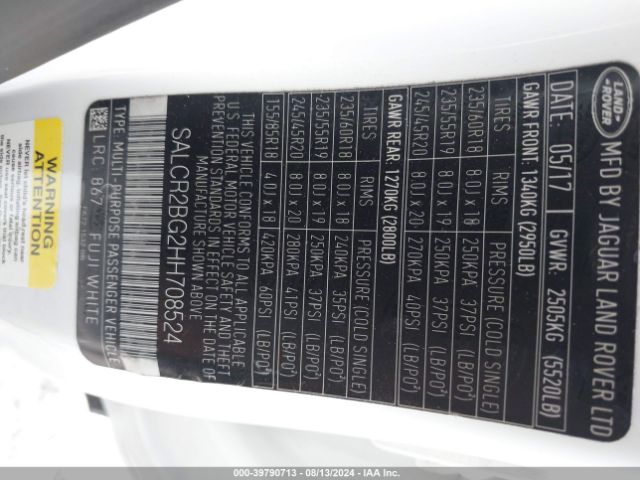 LAND
ROVER
MFD BY JAGUAR LAND ROVER LTD
DATE: 05/17 GVWR: 2505KG (5520LB)
GAWR FRONT: 1340KG (2950LB)
TIRES RIMS PRESSURE (COLD SINGLE)
235/60R18 8.0J x 18 250KPA 37PSI (LB/PO²)
235/55R19 8.0J x 19 250KPA 37PSI (LB/PO²)
245/45R20 8.0J x 20 270KPA 40PSI (LB/PO²)
GAWR REAR: 1270KG (2800LB)
TIRES RIMS PRESSURE (COLD SINGLE)
235/60R18 8.0J x 18 240KPA 35PSI (LB/PO²)
235/55R19 8.0J x 19 250KPA 37PSI (LB/PO²)
245/45R20 8.0J x 20 280KPA 41PSI (LB/PO²)
155/85R18 4.0J x 18 420KPA 60PSI (LB/PO²)
THIS VEHICLE CONFORMS TO ALL APPLICABLE
U S FEDERAL MOTOR VEHICLE SAFETY AND THEFT
PREVENTION STANDARDS IN EFFECT ON THE DATE OF
MANUFACTURE SHOWN ABOVE
SALCR2BG2HH708524
TYPE: MULTI-PURPOSE PASSENGER VEHICLE
LR: 867 FUJI WHITE
WARNING
ATTENTION
000-39790713 - 08/13/2024 - IAA Inc.